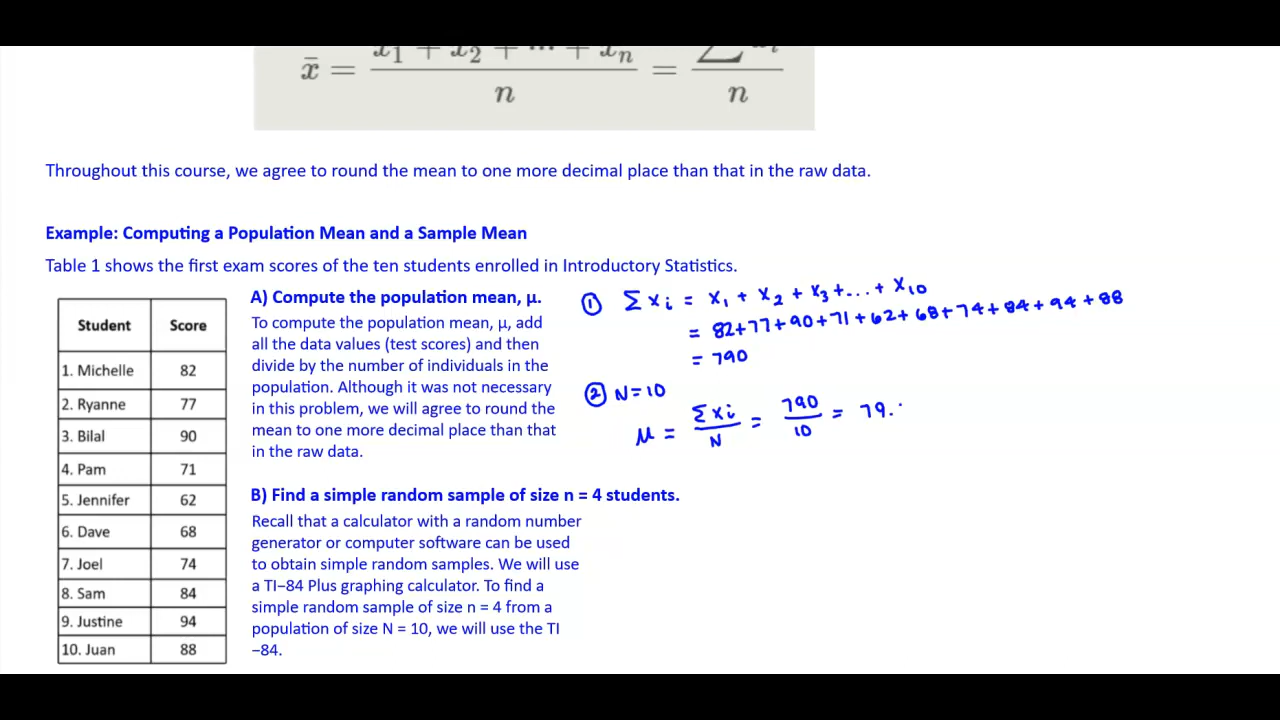 x̄ = x₁ + x₂ + ... + xₙ / n = ∑ xᵢ / n
Throughout this course, we agree to round the mean to one more decimal place than that in the raw data.
Example: Computing a Population Mean and a Sample Mean
Table 1 shows the first exam scores of the ten students enrolled in Introductory Statistics.
Student Score
1. Michelle 82
2. Ryanne 77
3. Bilal 90
4. Pam 71
5. Jennifer 62
6. Dave 68
7. Joel 74
8. Sam 84
9. Justine 94
10. Juan 88
A) Compute the population mean, µ.
To compute the population mean, µ, add
all the data values (test scores) and then
divide by the number of individuals in the
population. Although it was not necessary
in this problem, we will agree to round the
mean to one more decimal place than that
in the raw data.
① Σxᵢ = x₁ + x₂ + x₃ + ... + x₁₀
= 82+77+90+71+62+68+74+84+94+88
= 790
② N=10
µ = Σxᵢ / N = 790 / 10 = 79.
B) Find a simple random sample of size n = 4 students.
Recall that a calculator with a random number
generator or computer software can be used
to obtain simple random samples. We will use
a TI−84 Plus graphing calculator. To find a
simple random sample of size n = 4 from a
population of size N = 10, we will use the TI
−84.